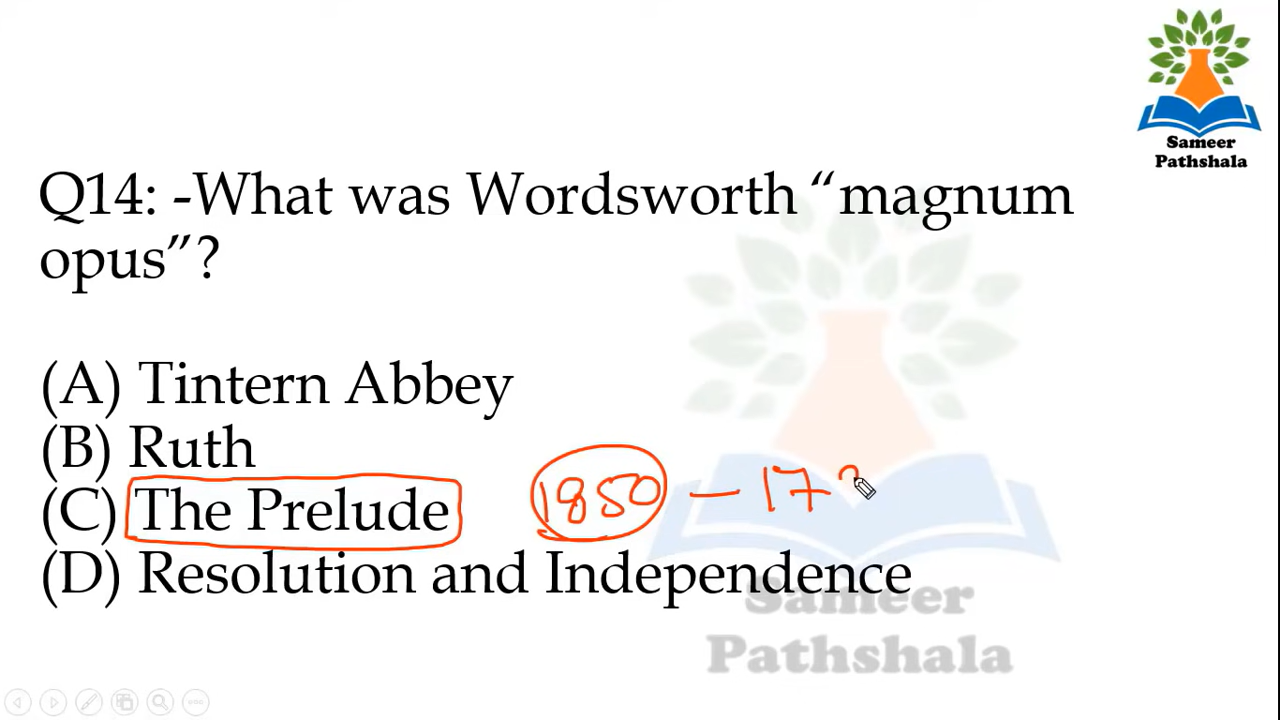 Sameer
Pathshala
Q14: -What was Wordsworth “magnum
opus”?
(A) Tintern Abbey
(B) Ruth
(C) The Prelude 1850 – 17
(D) Resolution and Independence
Sameer
Pathshala